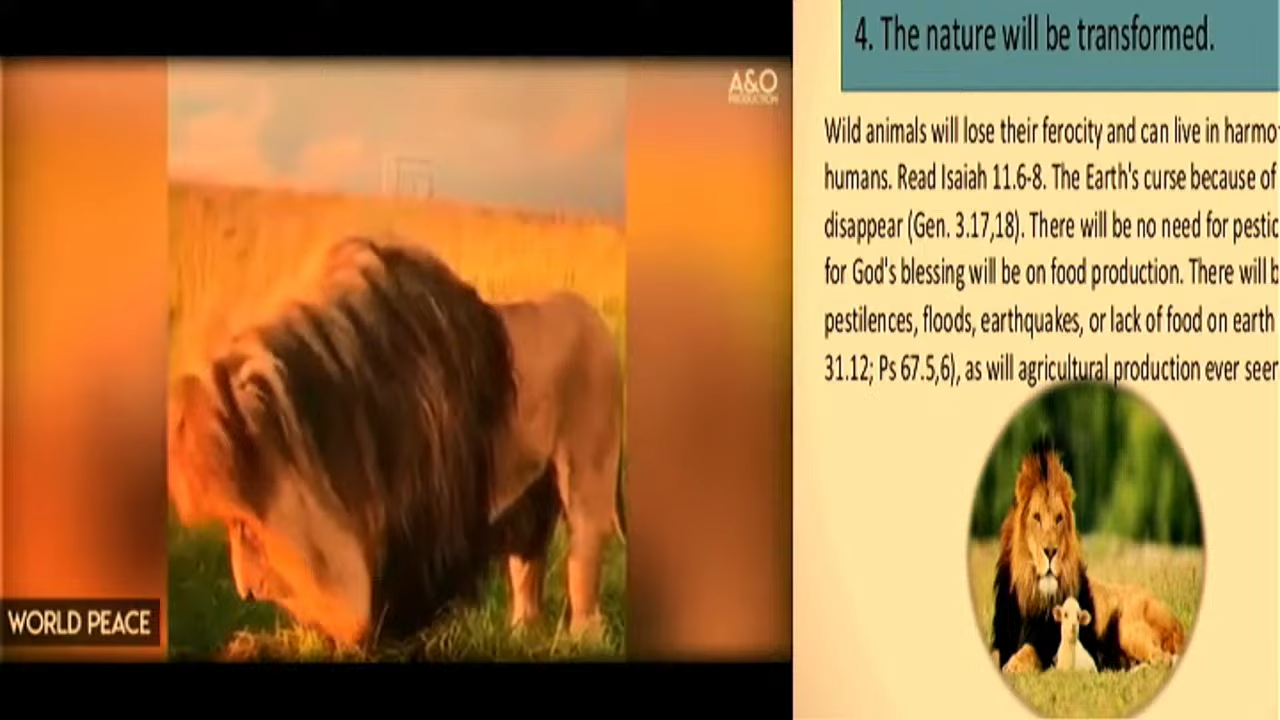 A&O
PRODUCTION
WORLD PEACE
4. The nature will be transformed.
Wild animals will lose their ferocity and can live in harmo
humans. Read Isaiah 11.6-8. The Earth's curse because of
disappear (Gen. 3.17,18). There will be no need for pestic
for God's blessing will be on food production. There will b
pestilences, floods, earthquakes, or lack of food on earth
31.12; Ps 67.5,6), as will agricultural production ever seen